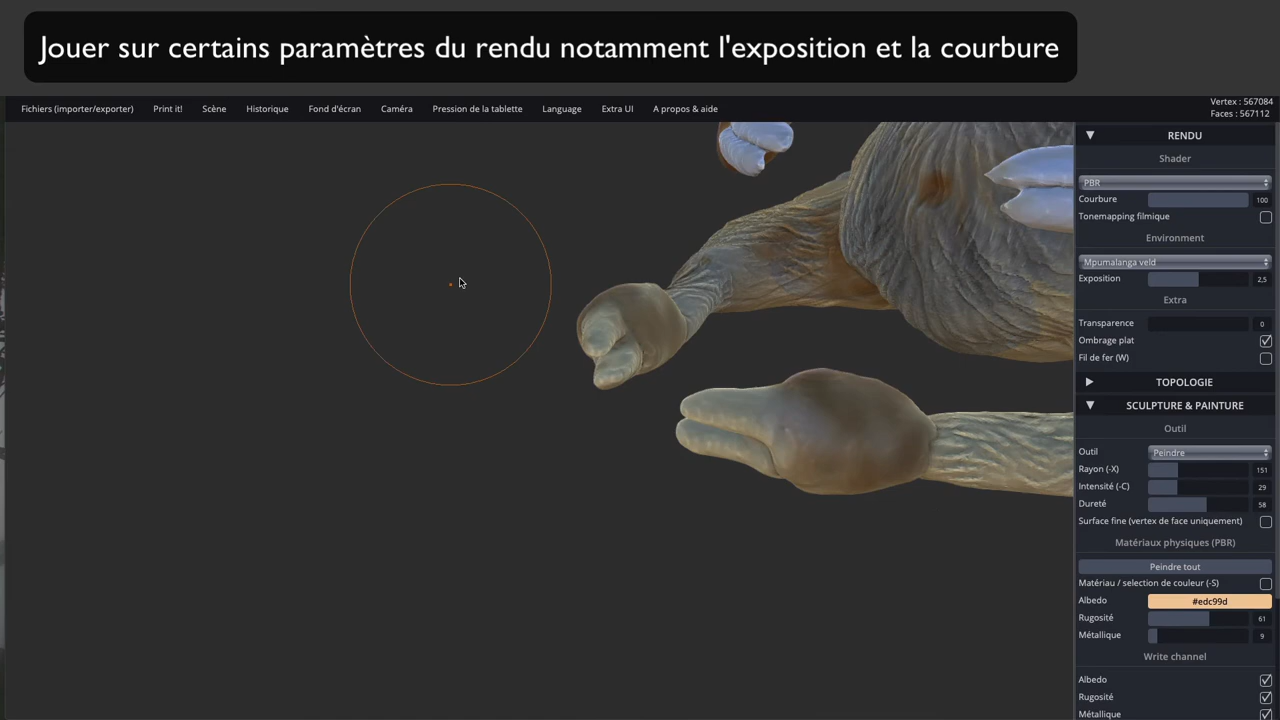 Jouer sur certains paramètres du rendu notamment l'exposition et la courbure
Fichiers (importer/exporter) Print it! Scène Historique Fond d'écran Caméra Pression de la tablette Language Extra UI A propos & aide
Vertex : 567084
Faces : 567112
RENDU
Shader
PBR
Courbure 100
Tonemapping filmique
Environment
Mpumalanga veld
Exposition 2,5
Extra
Transparence 0
Ombrage plat
Fil de fer (W)
TOPOLOGIE
SCULPTURE & PAINTURE
Outil
Outil Peindre
Rayon (-X) 151
Intensité (-C) 29
Dureté 58
Surface fine (vertex de face uniquement)
Matériaux physiques (PBR)
Peindre tout
Matériau / selection de couleur (-S)
Albedo #edc99d
Rugosité 61
Métallique 9
Write channel
Albedo
Rugosité
Métallique